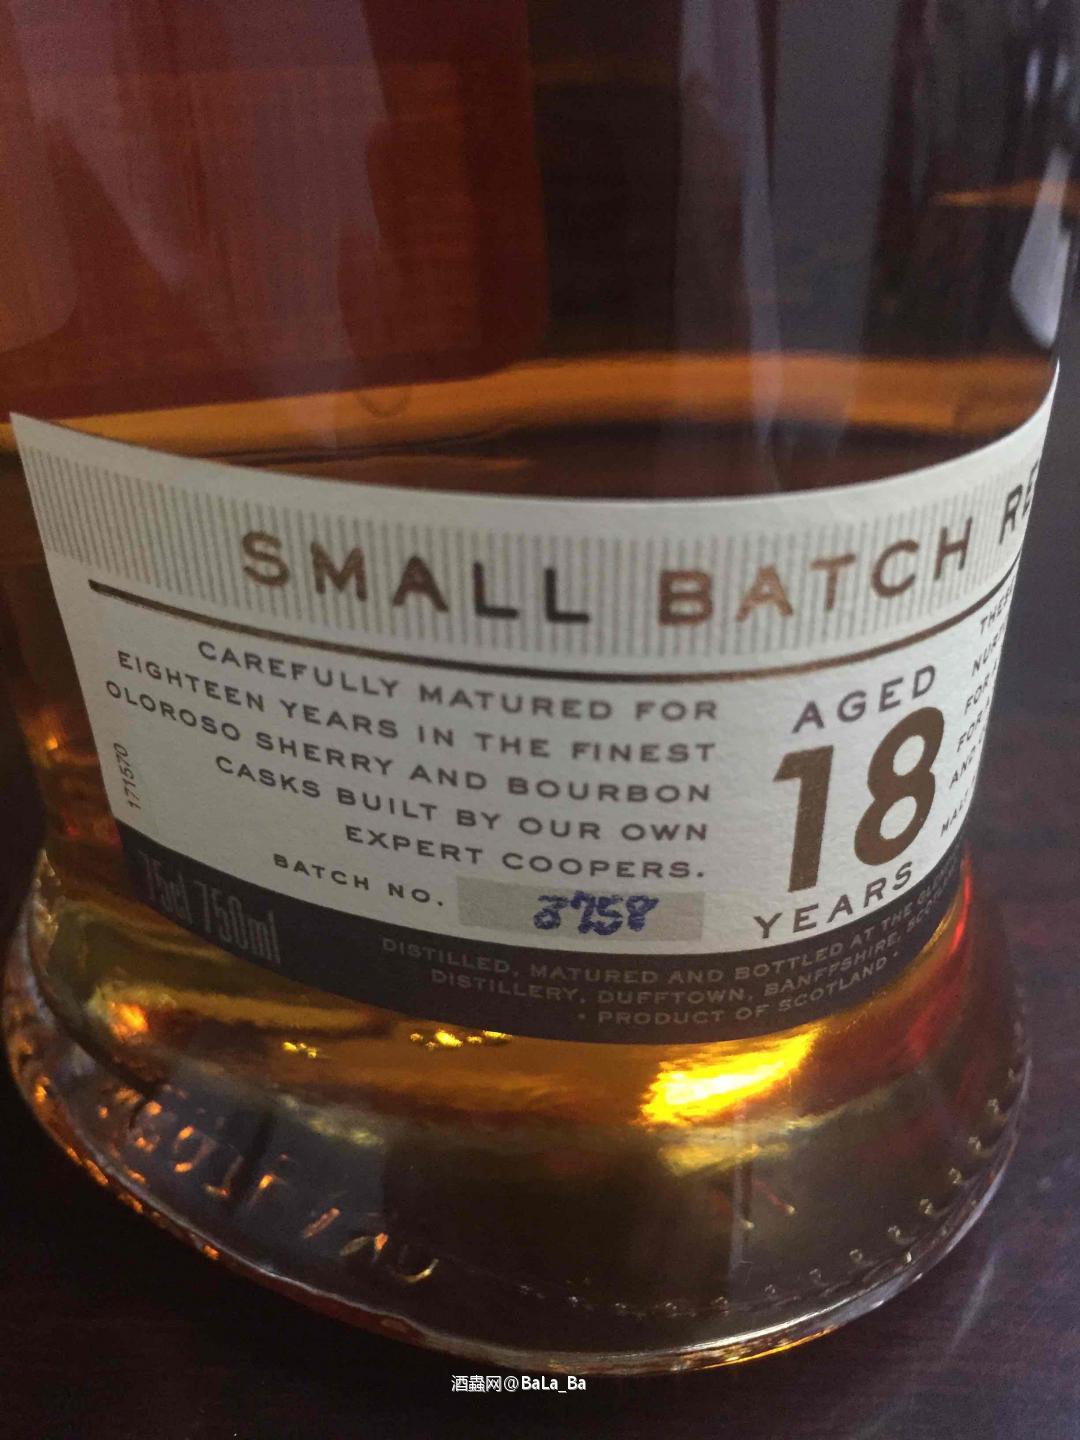 SMALL BATCH
CAREFULLY MATURED FOR
EIGHTEEN YEARS IN THE FINEST
OLOROSO SHERRY AND BOURBON
CASKS BUILT BY OUR OWN
EXPERT COOPERS.
BATCH NO. 3758
171570
AGED
18
YEARS
75cl 750ml
DISTILLED, MATURED AND BOTTLED AT THE
DISTILLERY, DUFFTOWN, BANFFSHIRE,
• PRODUCT OF SCOTLAND •
酒蟲网@BaLa_Ba